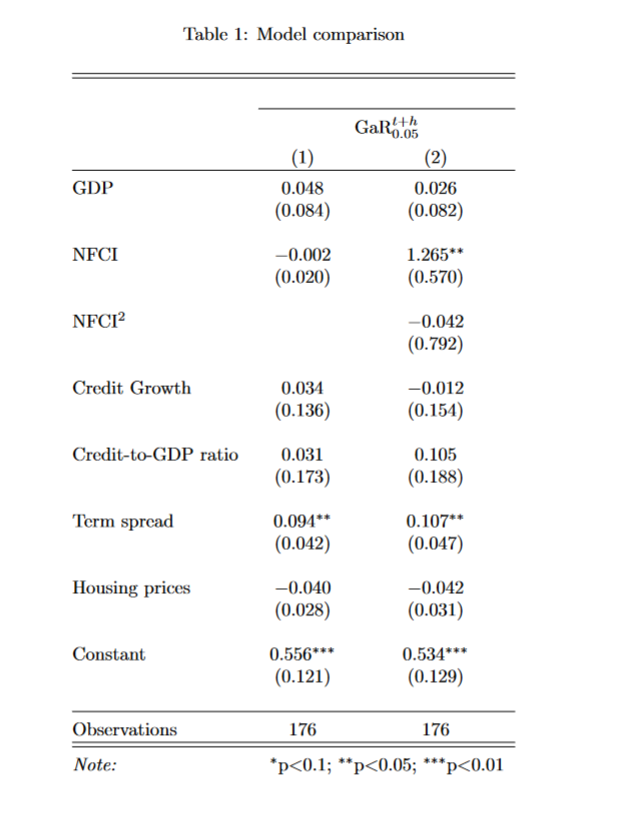 Table 1: Model comparison
GaR^{t+h}_{0.05}
(1) (2)
GDP 0.048 0.026
(0.084) (0.082)
NFCI −0.002 1.265**
(0.020) (0.570)
NFCI² −0.042
(0.792)
Credit Growth 0.034 −0.012
(0.136) (0.154)
Credit-to-GDP ratio 0.031 0.105
(0.173) (0.188)
Term spread 0.094** 0.107**
(0.042) (0.047)
Housing prices −0.040 −0.042
(0.028) (0.031)
Constant 0.556*** 0.534***
(0.121) (0.129)
Observations 176 176
Note: *p<0.1; **p<0.05; ***p<0.01